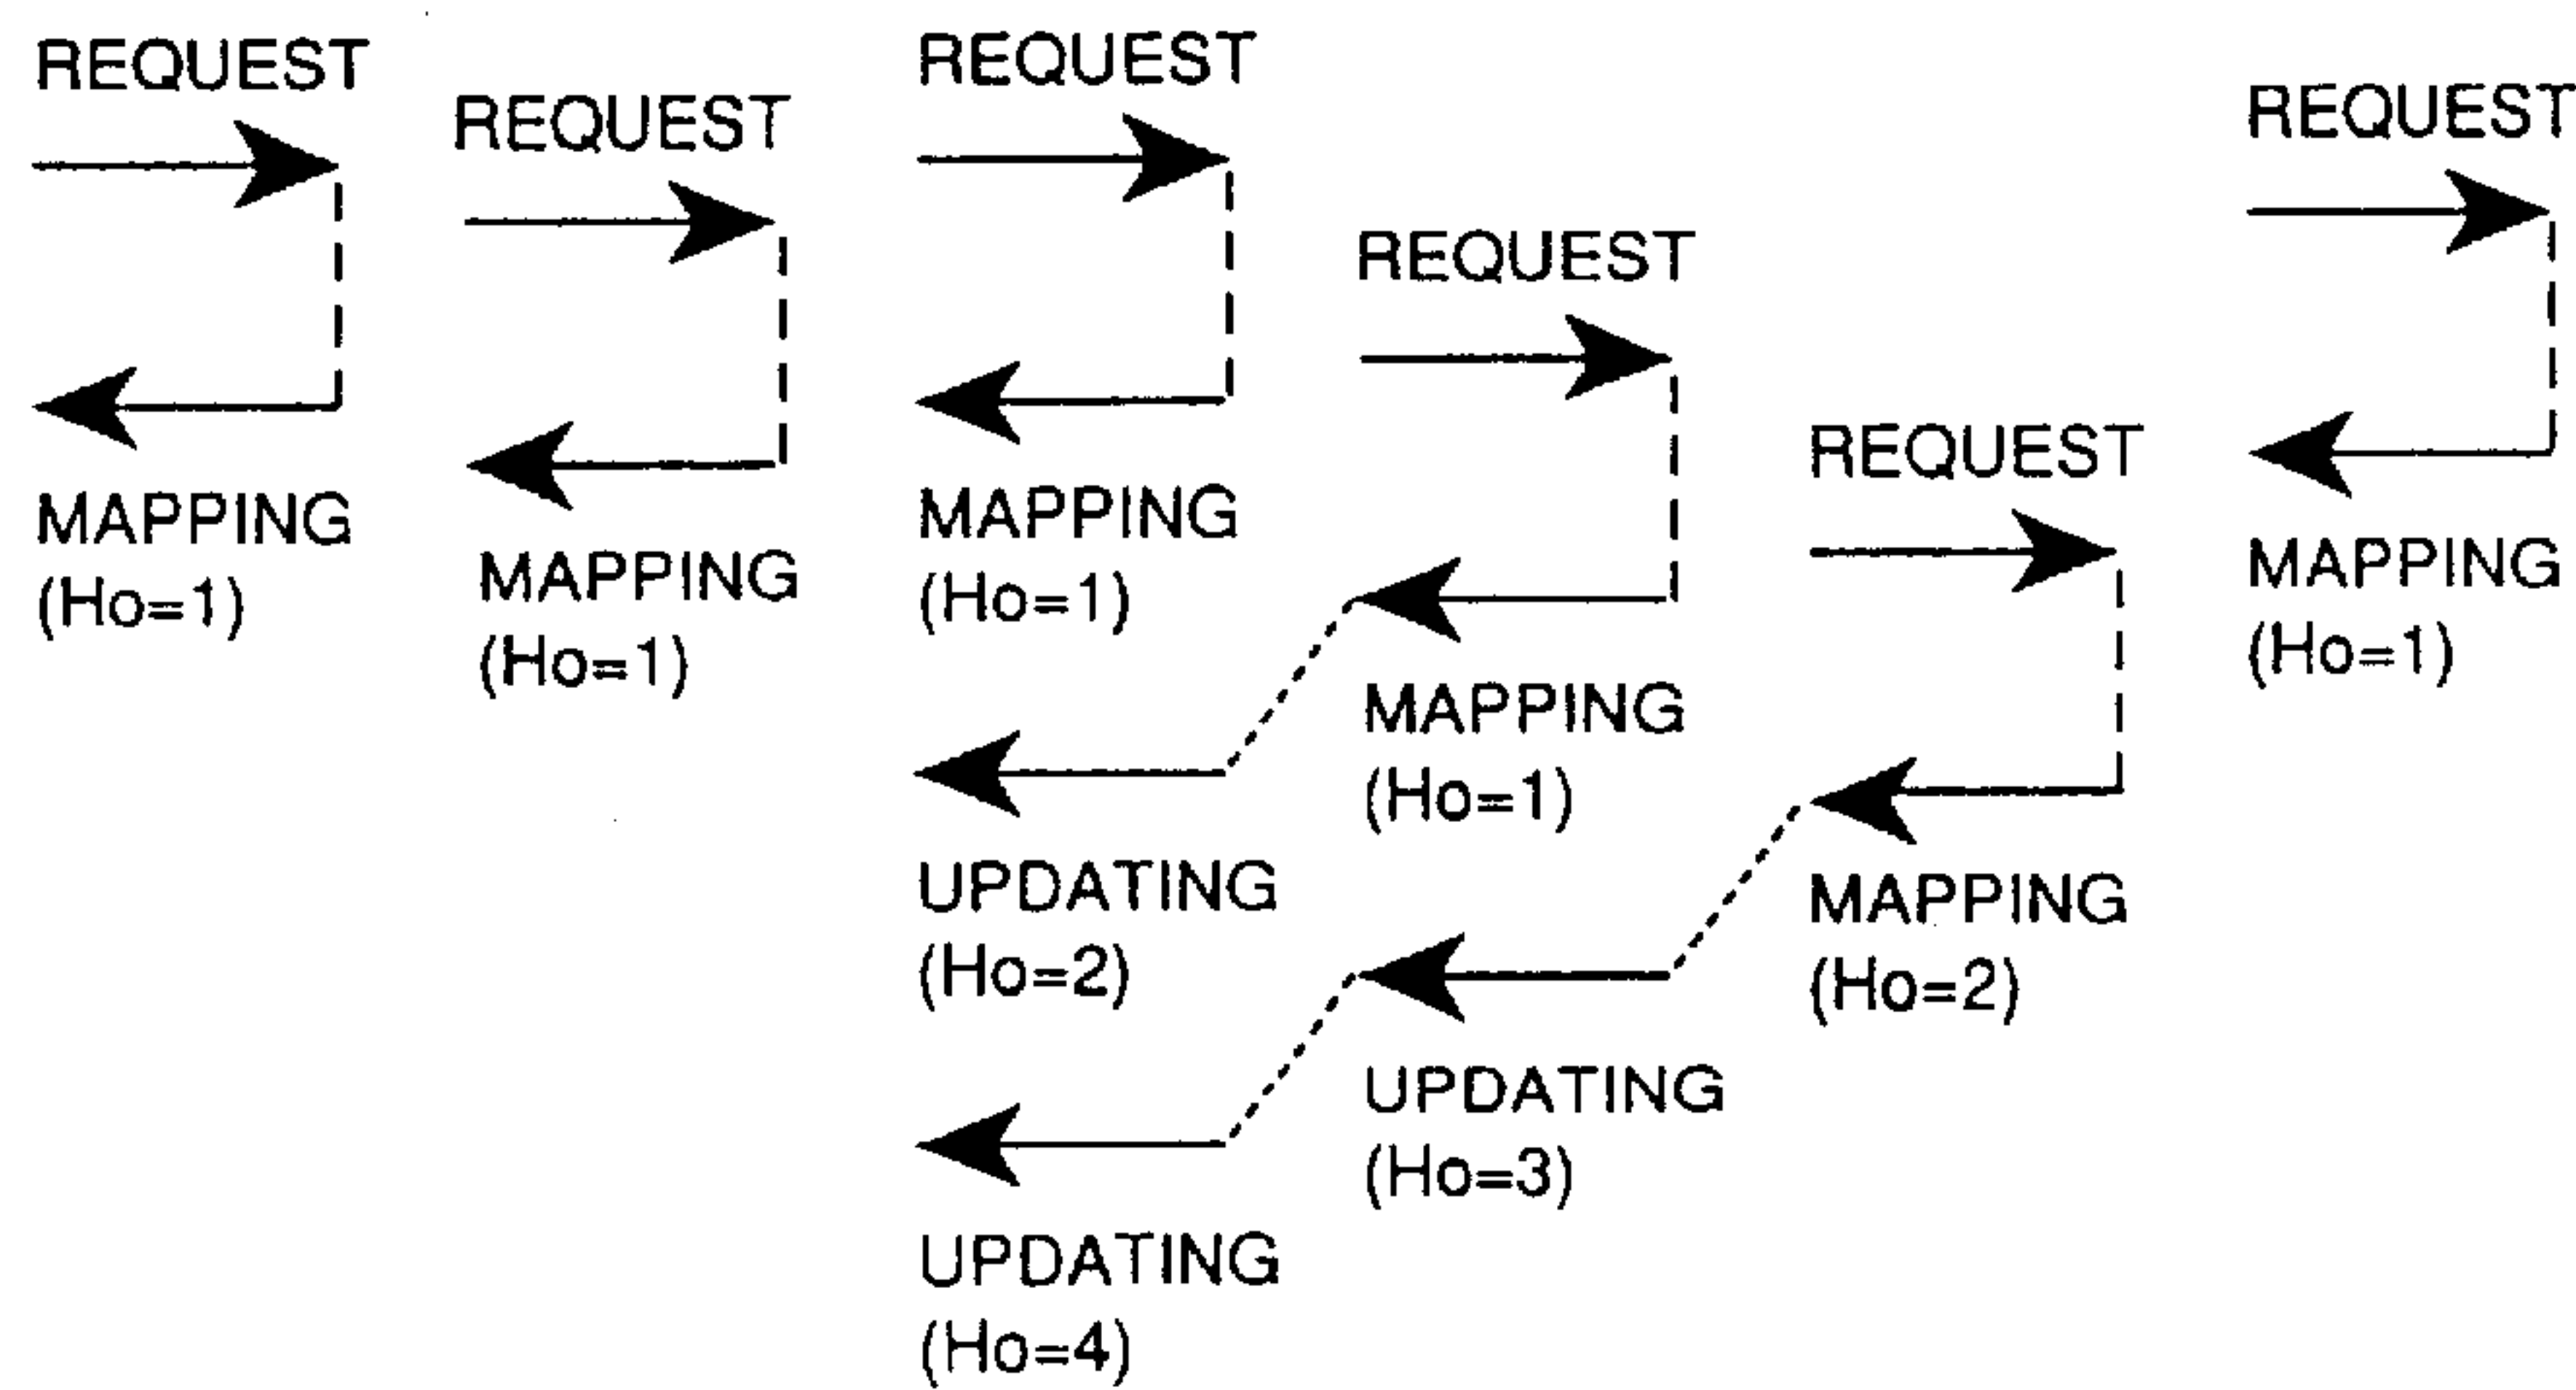 REQUEST
MAPPING
(Ho=1)
REQUEST
MAPPING
(Ho=1)
REQUEST
MAPPING
(Ho=1)
UPDATING
(Ho=2)
UPDATING
(Ho=4)
REQUEST
MAPPING
(Ho=1)
UPDATING
(Ho=3)
REQUEST
MAPPING
(Ho=2)
REQUEST
MAPPING
(Ho=1)